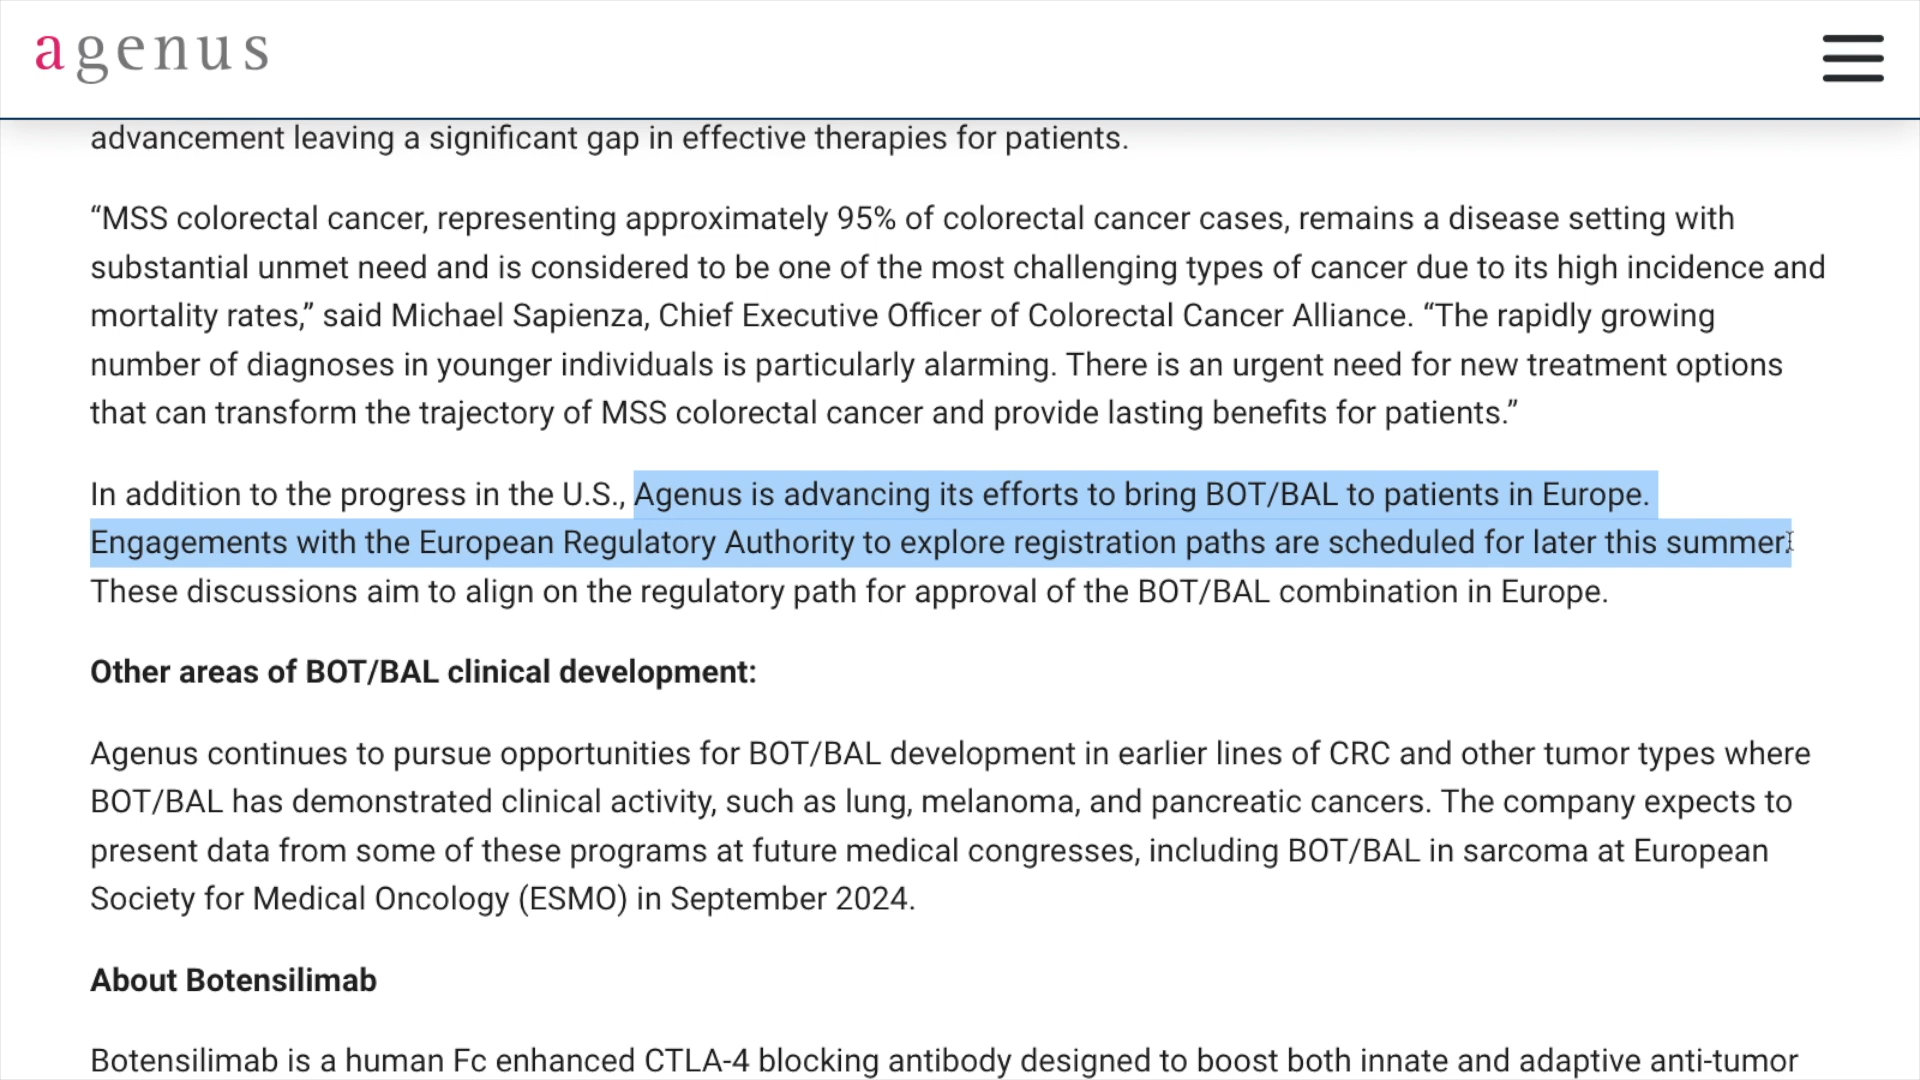 agenus
advancement leaving a significant gap in effective therapies for patients.
“MSS colorectal cancer, representing approximately 95% of colorectal cancer cases, remains a disease setting with
substantial unmet need and is considered to be one of the most challenging types of cancer due to its high incidence and
mortality rates,” said Michael Sapienza, Chief Executive Officer of Colorectal Cancer Alliance. “The rapidly growing
number of diagnoses in younger individuals is particularly alarming. There is an urgent need for new treatment options
that can transform the trajectory of MSS colorectal cancer and provide lasting benefits for patients.”
In addition to the progress in the U.S., Agenus is advancing its efforts to bring BOT/BAL to patients in Europe.
Engagements with the European Regulatory Authority to explore registration paths are scheduled for later this summer.
These discussions aim to align on the regulatory path for approval of the BOT/BAL combination in Europe.
Other areas of BOT/BAL clinical development:
Agenus continues to pursue opportunities for BOT/BAL development in earlier lines of CRC and other tumor types where
BOT/BAL has demonstrated clinical activity, such as lung, melanoma, and pancreatic cancers. The company expects to
present data from some of these programs at future medical congresses, including BOT/BAL in sarcoma at European
Society for Medical Oncology (ESMO) in September 2024.
About Botensilimab
Botensilimab is a human Fc enhanced CTLA-4 blocking antibody designed to boost both innate and adaptive anti-tumor